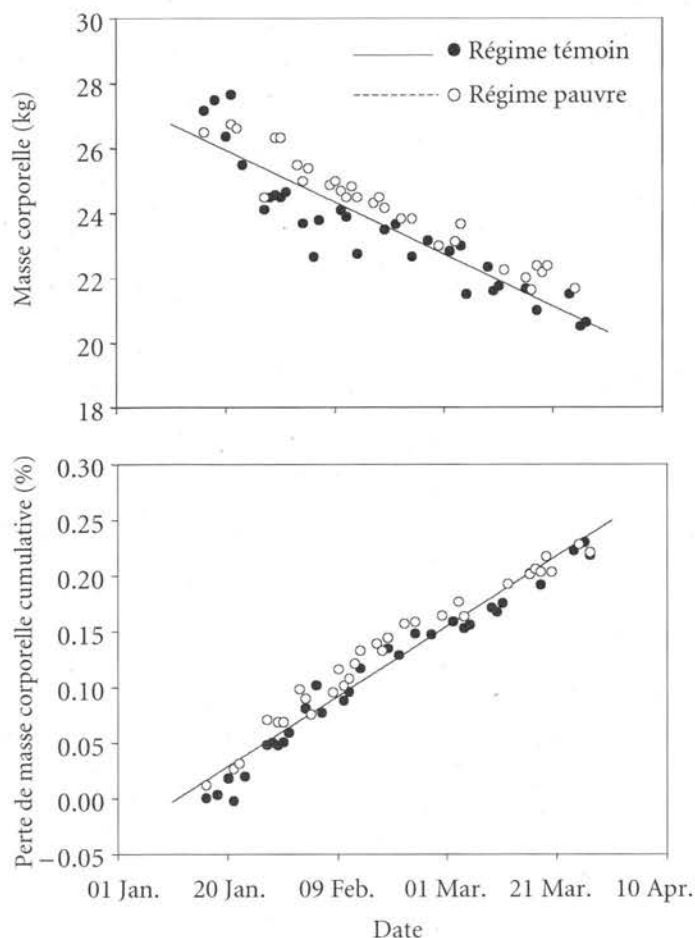 30
28
26
24
22
20
18
Masse corporelle (kg)
Régime témoin
Régime pauvre
0.30
0.25
0.20
0.15
0.10
0.05
0.00
−0.05
Perte de masse corporelle cumulative (%)
01 Jan. 20 Jan. 09 Feb. 01 Mar. 21 Mar. 10 Apr.
Date